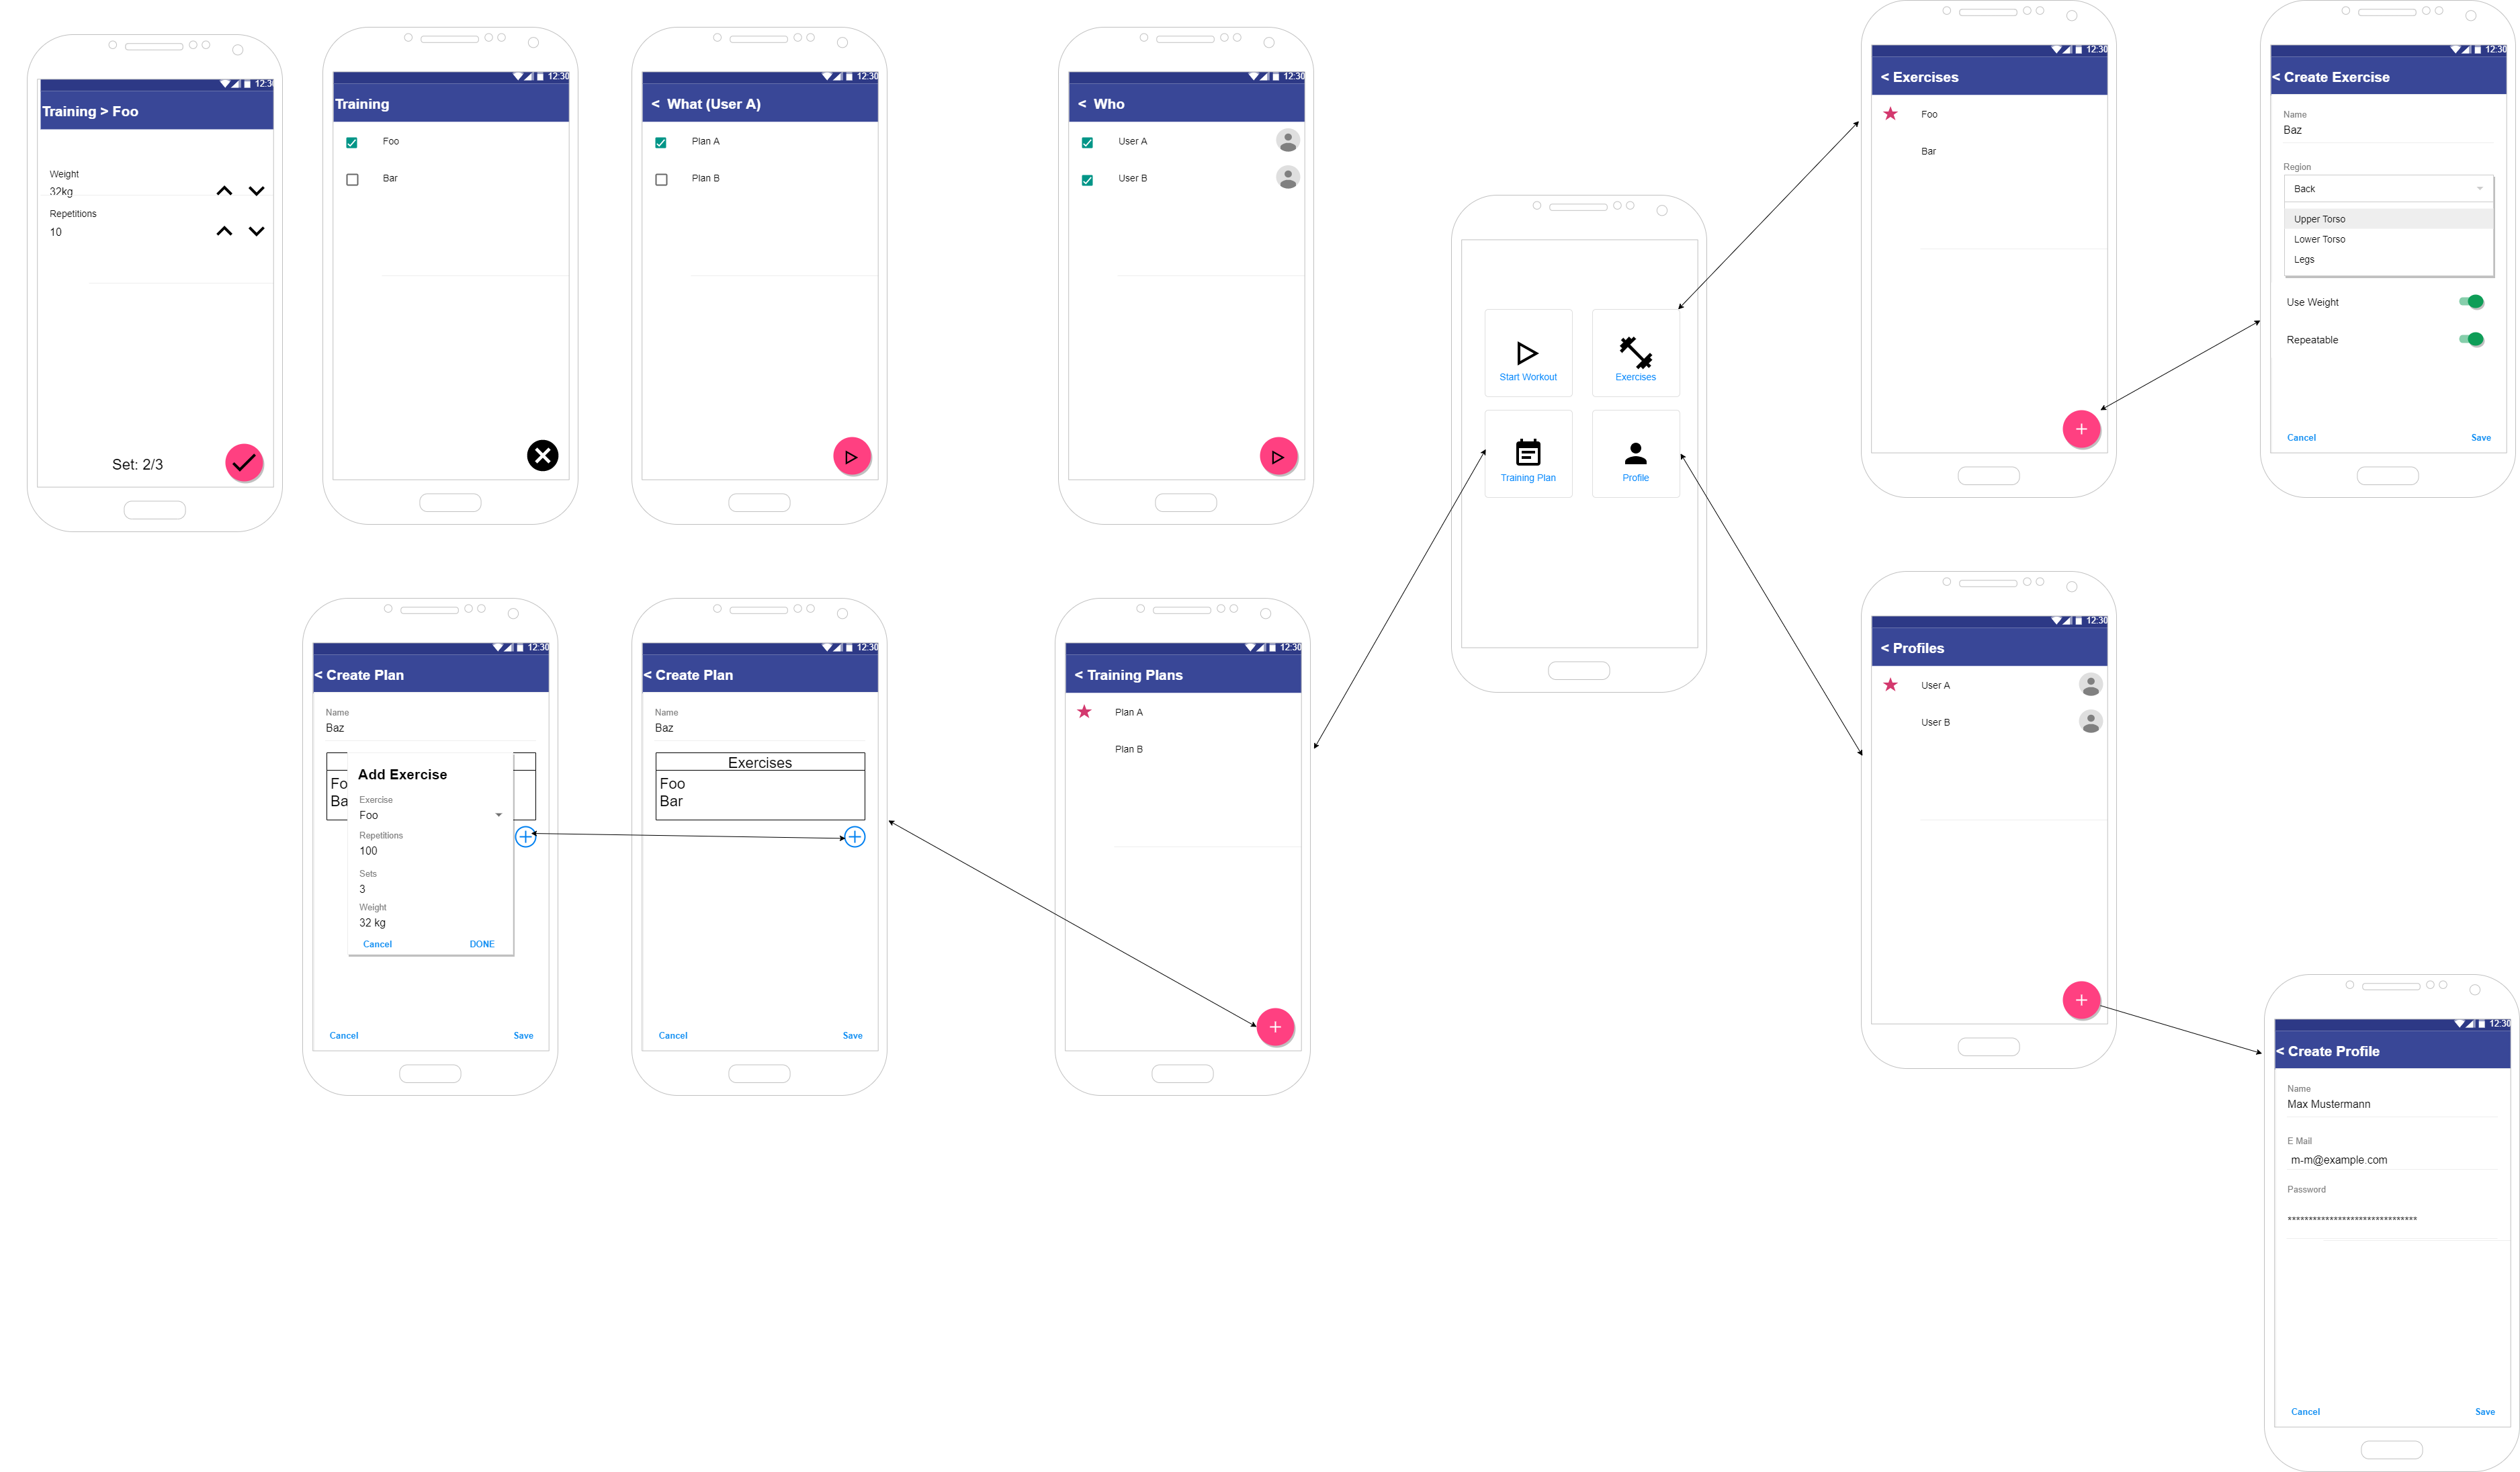 12:30
Training > Foo
Weight
32kg
Repetitions
10
Set: 2/3
12:30
Training
Foo
Bar
12:30
< What (User A)
Plan A
Plan B
12:30
< Who
User A
User B
Start Workout
Exercises
Training Plan
Profile
12:30
< Exercises
Foo
Bar
+
12:30
< Create Exercise
Name
Baz
Region
Back
Upper Torso
Lower Torso
Legs
Use Weight
Repeatable
Cancel
Save
12:30
< Create Plan
Name
Baz
Fo
Ba
Add Exercise
Exercise
Foo
Repetitions
100
Sets
3
Weight
32 kg
Cancel
DONE
Cancel
Save
12:30
< Create Plan
Name
Baz
Exercises
Foo
Bar
Cancel
Save
12:30
< Training Plans
Plan A
Plan B
+
12:30
< Profiles
User A
User B
+
12:30
< Create Profile
Name
Max Mustermann
E Mail
m-m@example.com
Password
*******************************
Cancel
Save